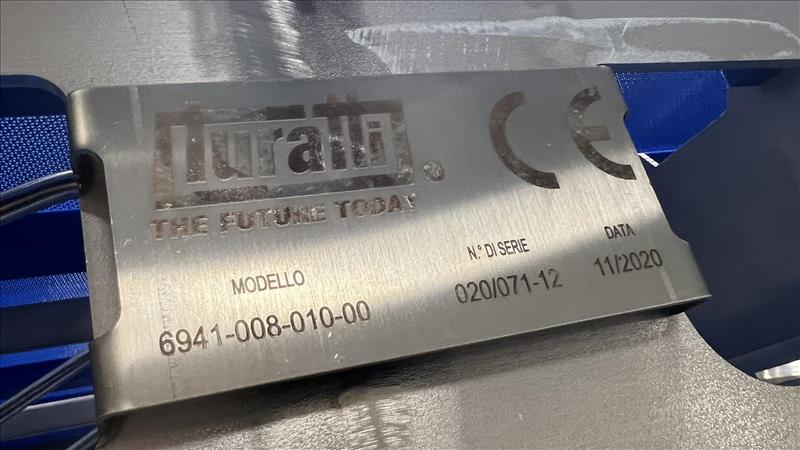 turatti
THE FUTURE TODAY
CE
MODELLO
6941-008-010-00
N.° DI SERIE
020/071-12
DATA
11/2020